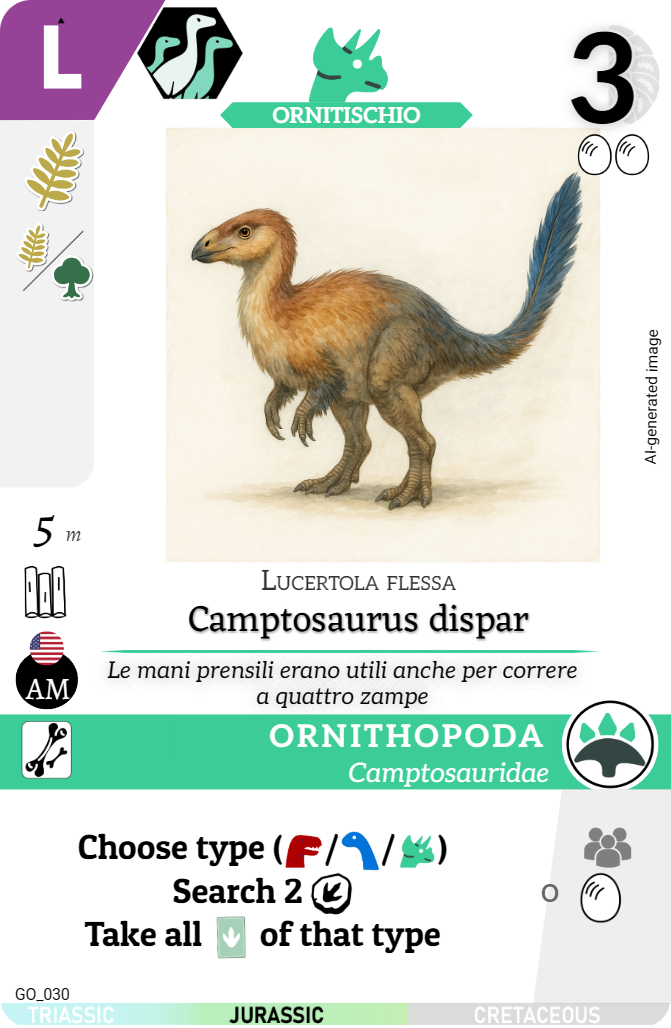 L
3
ORNITISCHIO
AI-generated image
5 m
LUCERTOLA FLESSA
Camptosaurus dispar
AM
Le mani prensili erano utili anche per correre
a quattro zampe
ORNITHOPODA
Camptosauridae
Choose type ( / / )
Search 2
Take all of that type
O
GO_030
TRIASSIC JURASSIC CRETACEOUS